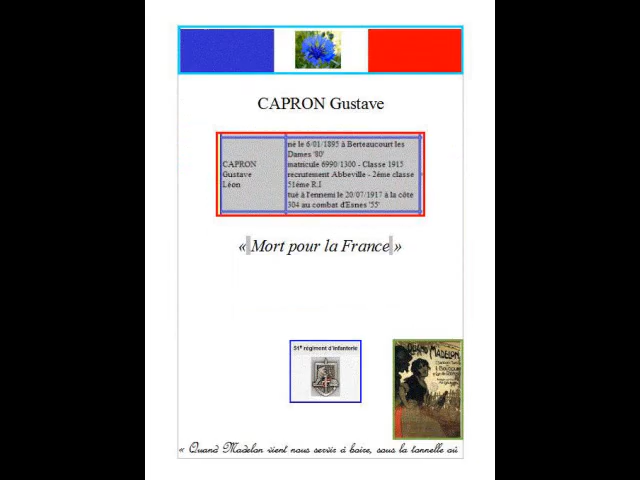 CAPRON Gustave
CAPRON
Gustave
Léon
né le 6/01/1895 à Berteaucourt les
Dames '80'
matricule 6990/1300 - Classe 1915
recrutement Abbeville - 2ème classe
51ème R.I
tué à l'ennemi le 20/07/1917 à la côte
304 au combat d'Esnes '55'
« Mort pour la France »
51e régiment d'infanterie
QUAND MADELON
« Quand Madelon vient nous servir à boire, sous la tonnelle où